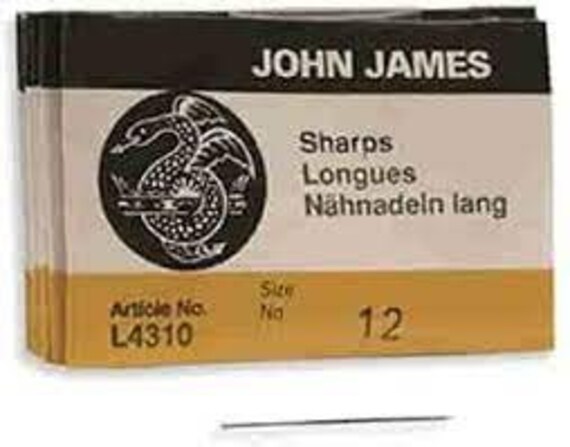 JOHN JAMES
Sharps
Longues
Nähnadeln lang
Article No.
L4310
Size
No
12